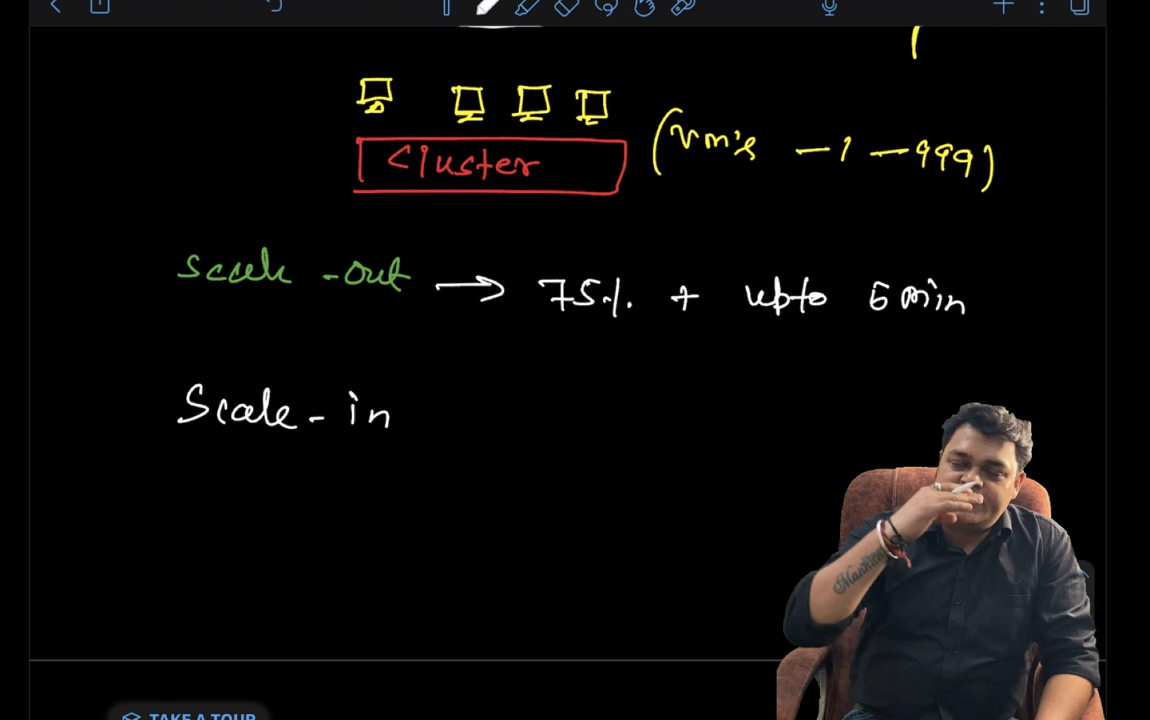 (vm's - 1 - 999)
Cluster
Scale - out → 75% + upto 5 min
Scale - in
TAKE A TOUR